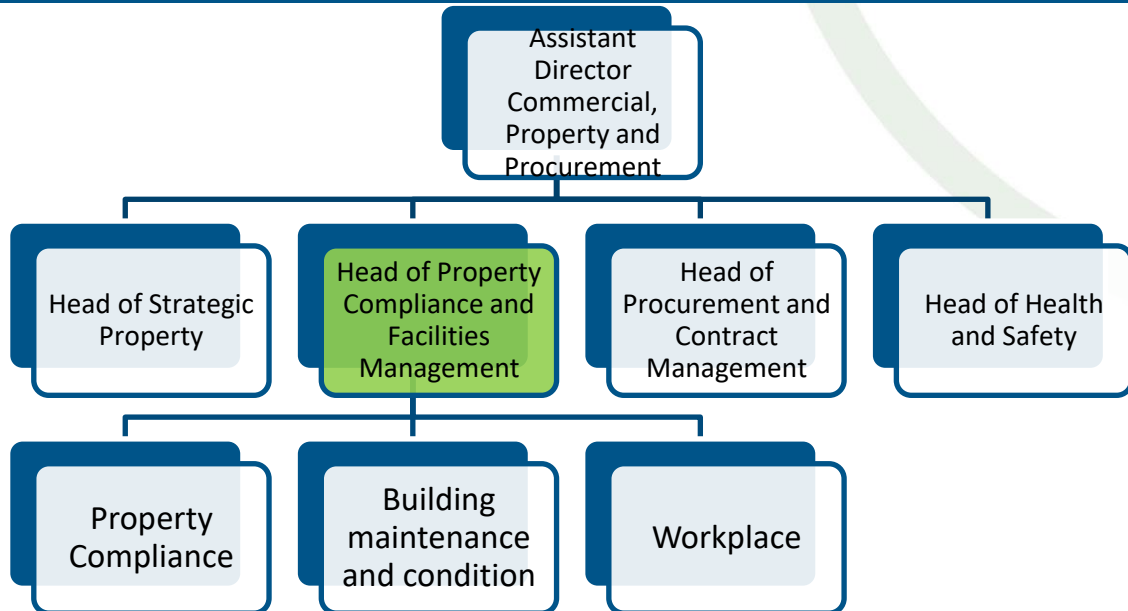 Assistant
Director
Commercial,
Property and
Procurement
Head of Strategic
Property
Head of Property
Compliance and
Facilities
Management
Head of
Procurement and
Contract
Management
Head of Health
and Safety
Property
Compliance
Building
maintenance
and condition
Workplace